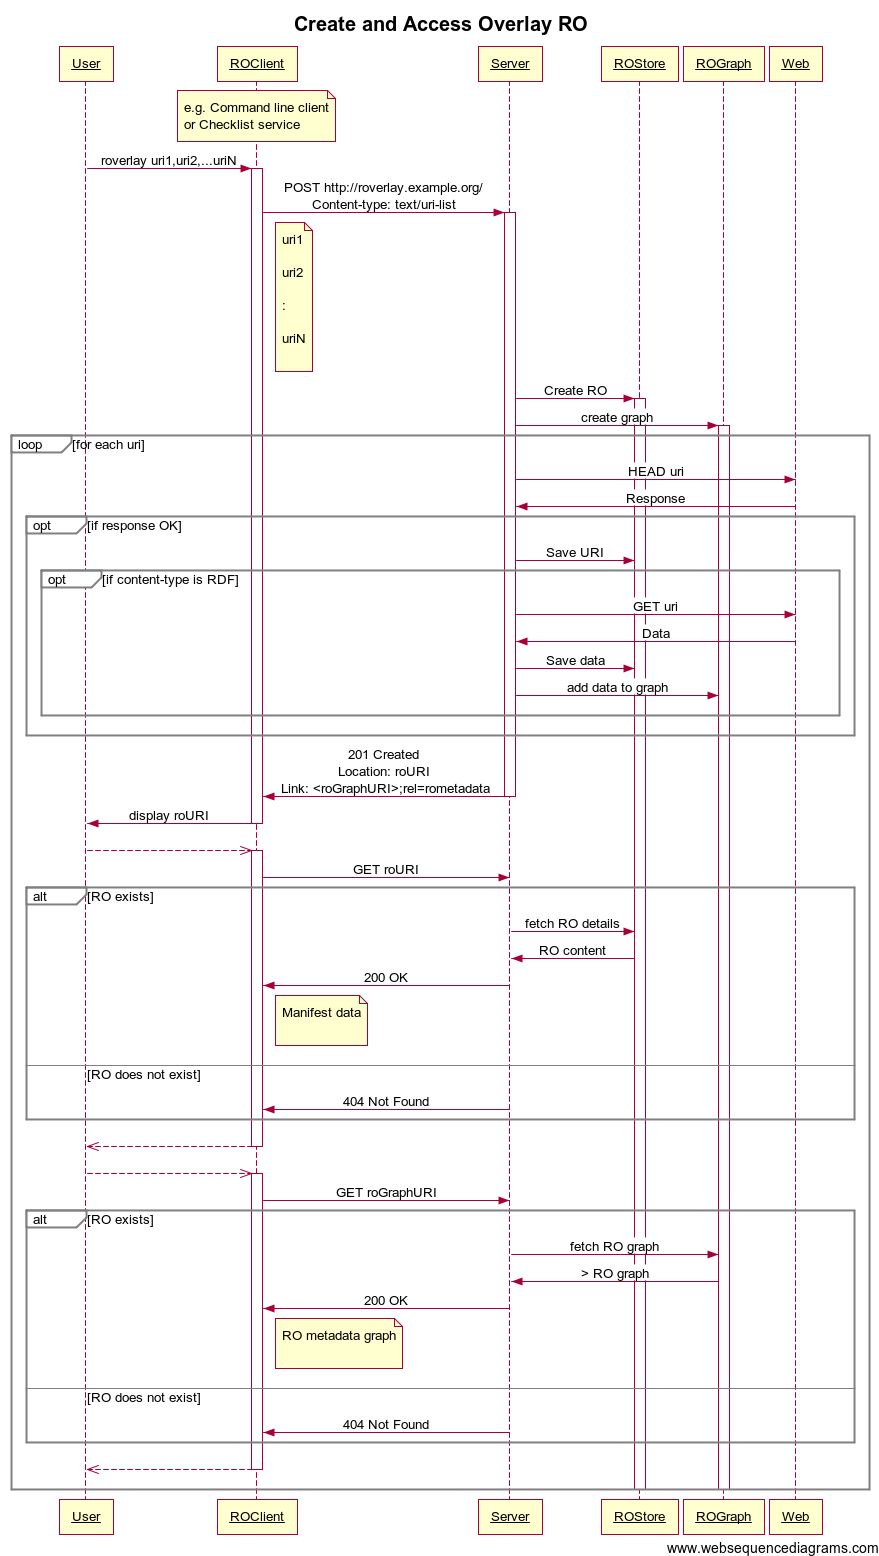 Create and Access Overlay RO
User
ROClient
Server
ROStore
ROGraph
Web
e.g. Command line client
or Checklist service
roverlay uri1,uri2,...uriN
POST http://roverlay.example.org/
Content-type: text/uri-list
uri1
uri2
:
uriN
Create RO
create graph
loop
[for each uri]
HEAD uri
Response
opt
[if response OK]
Save URI
opt
[if content-type is RDF]
GET uri
Data
Save data
add data to graph
201 Created
Location: roURI
Link: <roGraphURI>;rel=rometadata
display roURI
GET roURI
alt
[RO exists]
fetch RO details
RO content
200 OK
Manifest data
[RO does not exist]
404 Not Found
GET roGraphURI
alt
[RO exists]
fetch RO graph
> RO graph
200 OK
RO metadata graph
[RO does not exist]
404 Not Found
User
ROClient
Server
ROStore
ROGraph
Web
www.websequencediagrams.com